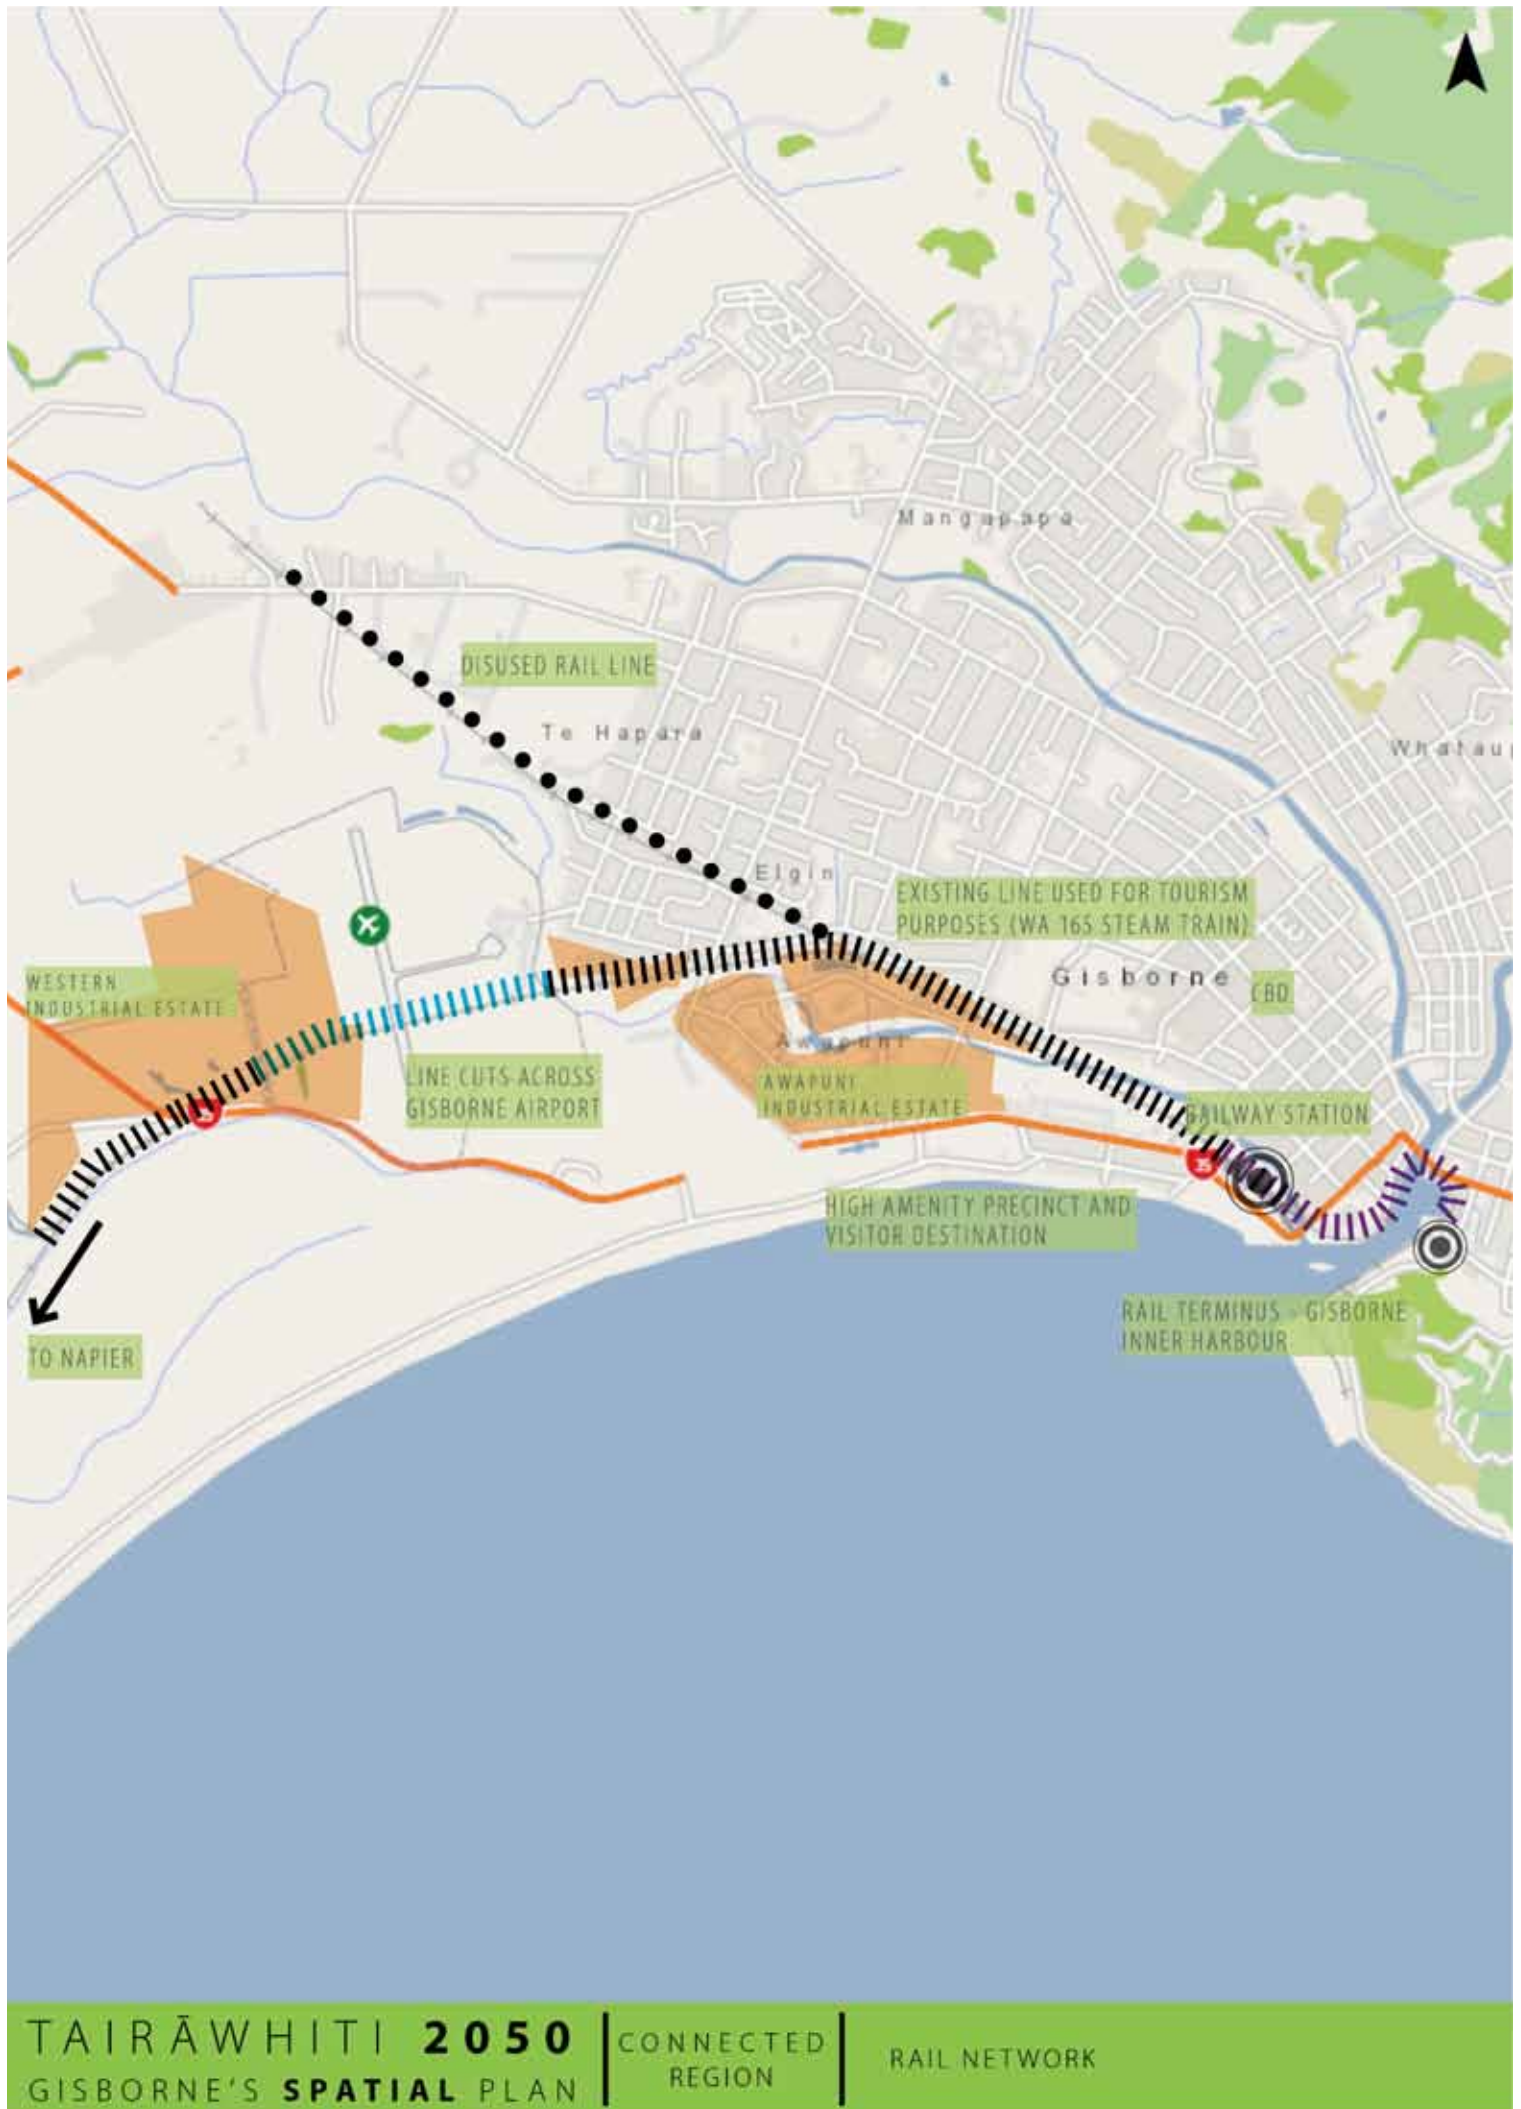 Mangapapa
DISUSED RAIL LINE
Te Hapara
Whatau
Elgin
EXISTING LINE USED FOR TOURISM
PURPOSES (WA 165 STEAM TRAIN)
Gisborne
CBD
WESTERN
INDUSTRIAL ESTATE
Awapuni
LINE CUTS ACROSS
GISBORNE AIRPORT
AWAPUNI
INDUSTRIAL ESTATE
RAILWAY STATION
35
HIGH AMENITY PRECINCT AND
VISITOR DESTINATION
RAIL TERMINUS - GISBORNE
INNER HARBOUR
TO NAPIER
TAIRĀWHITI 2050
GISBORNE'S SPATIAL PLAN
CONNECTED
REGION
RAIL NETWORK